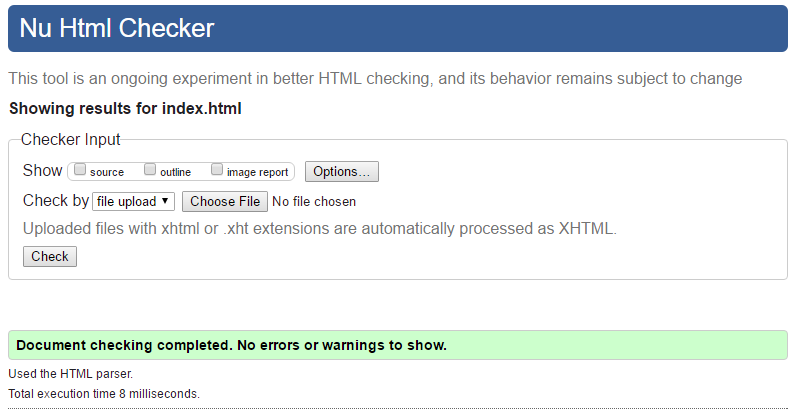 Nu Html Checker
This tool is an ongoing experiment in better HTML checking, and its behavior remains subject to change
Showing results for index.html
Checker Input
Show source outline image report Options...
Check by file upload Choose File No file chosen
Uploaded files with xhtml or .xht extensions are automatically processed as XHTML.
Check
Document checking completed. No errors or warnings to show.
Used the HTML parser.
Total execution time 8 milliseconds.